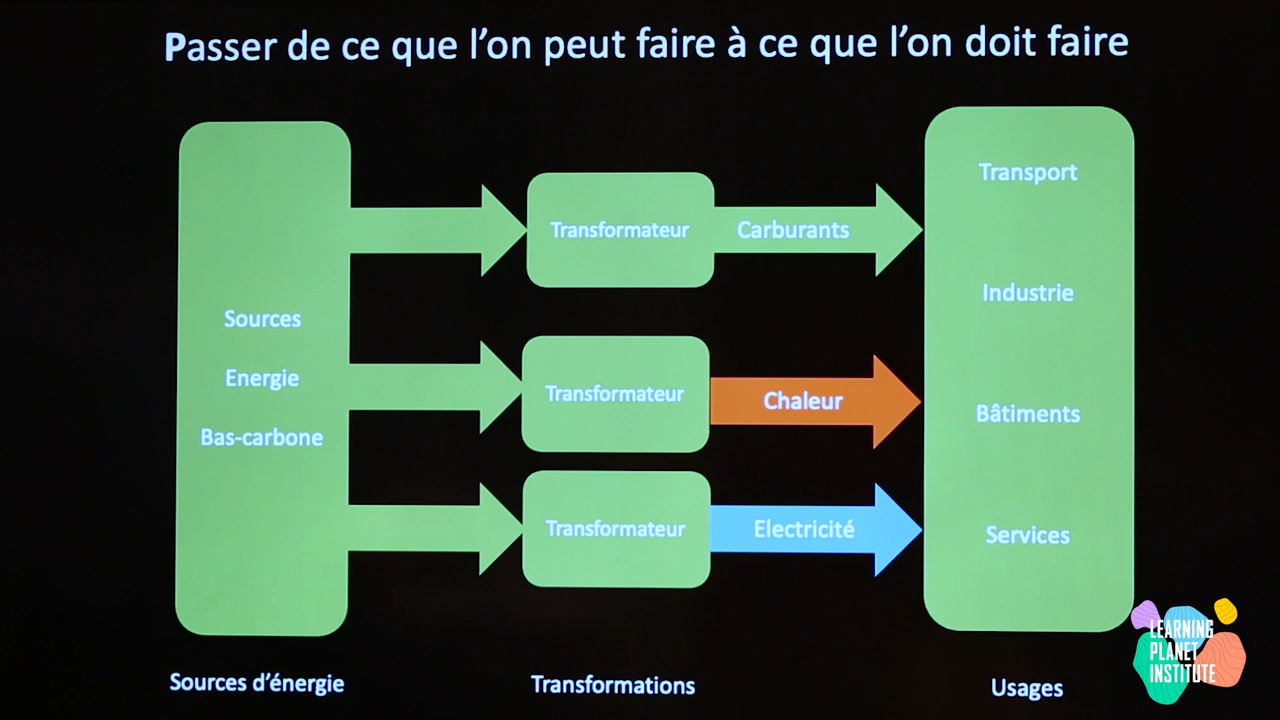 Passer de ce que l’on peut faire à ce que l’on doit faire
Sources
Energie
Bas-carbone
Transformateur
Carburants
Transformateur
Chaleur
Transformateur
Electricité
Transport
Industrie
Bâtiments
Services
Sources d’énergie
Transformations
Usages
LEARNING
PLANET
INSTITUTE